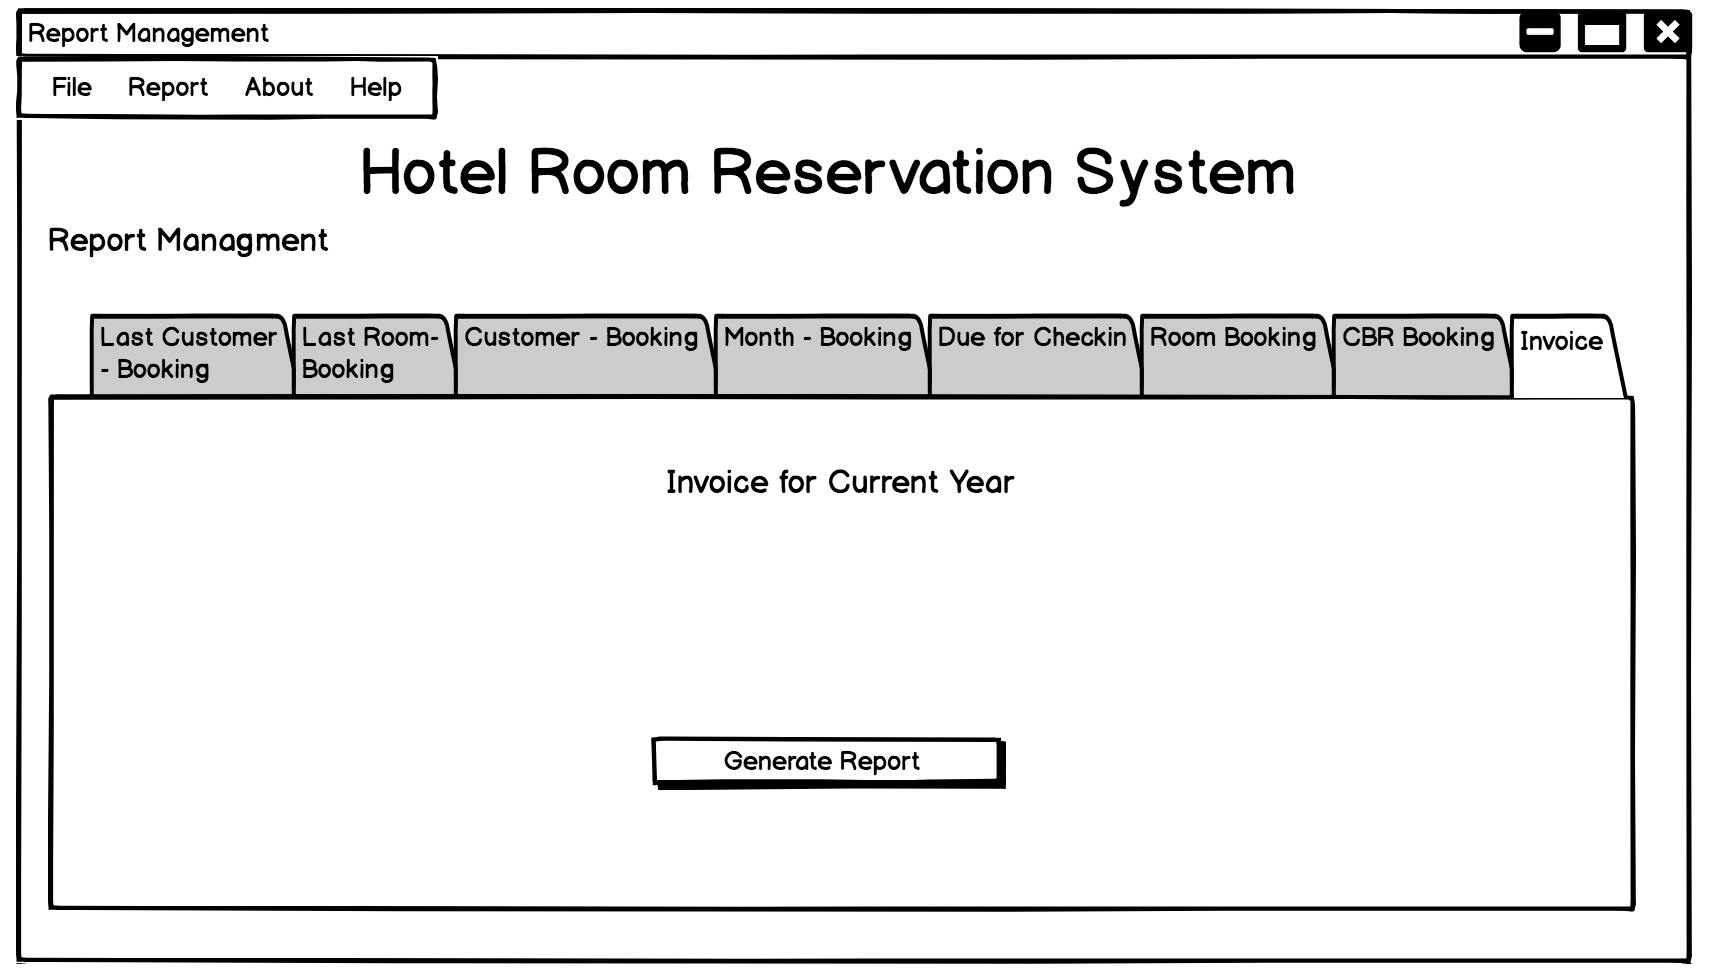 Report Management
File Report About Help
Hotel Room Reservation System
Report Managment
Last Customer
- Booking
Last Room-
Booking
Customer - Booking
Month - Booking
Due for Checkin
Room Booking
CBR Booking
Invoice
Invoice for Current Year
Generate Report